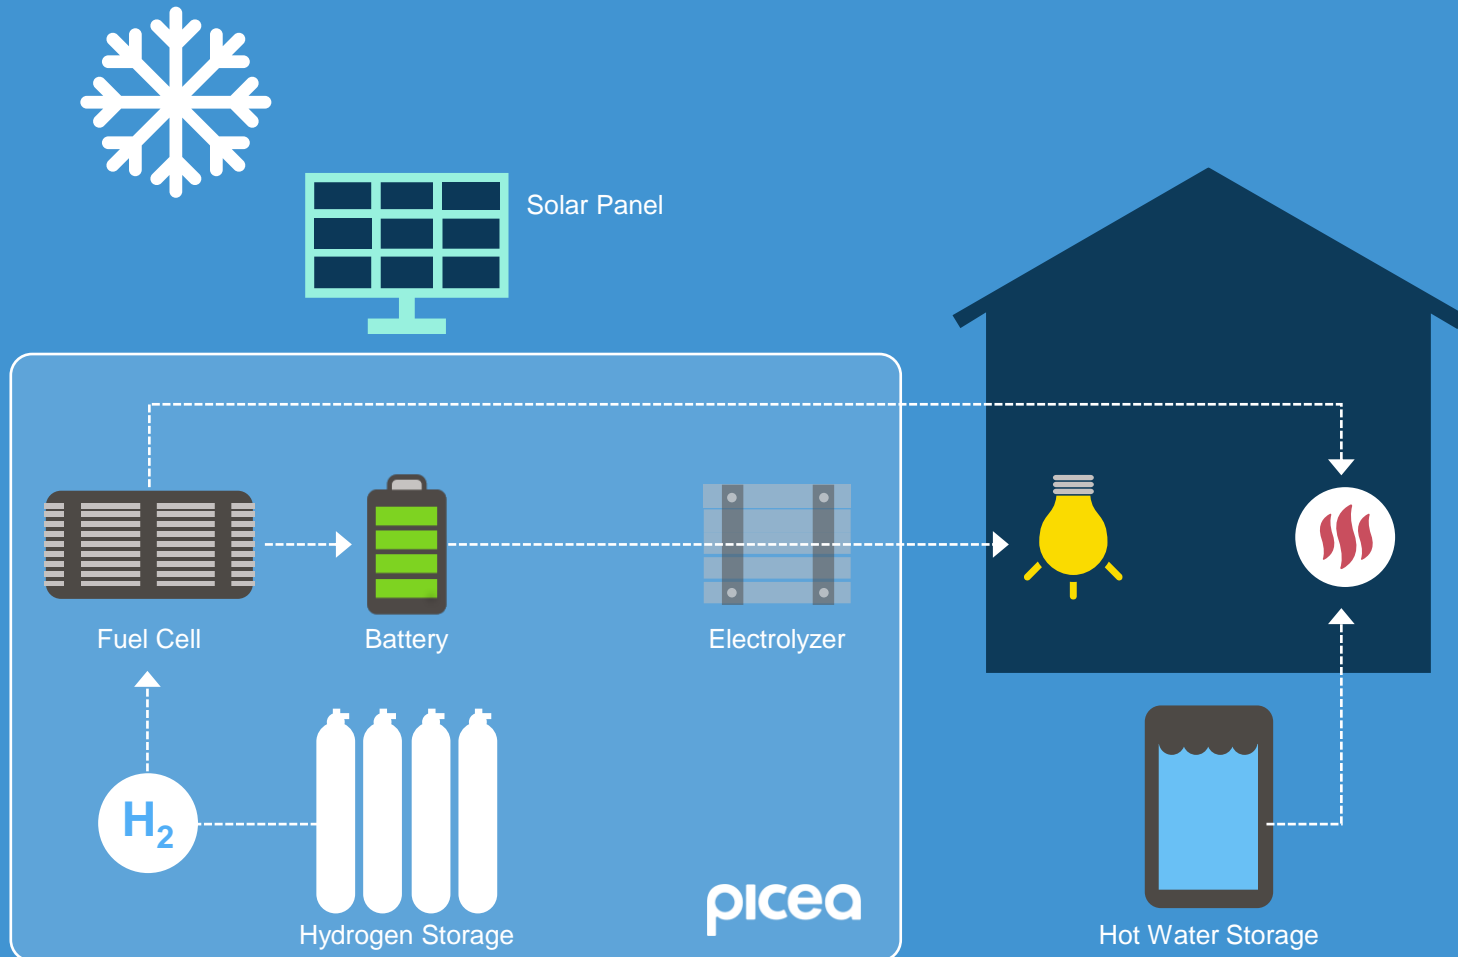 Solar Panel
Fuel Cell
Battery
Electrolyzer
H₂
picea
Hydrogen Storage
Hot Water Storage